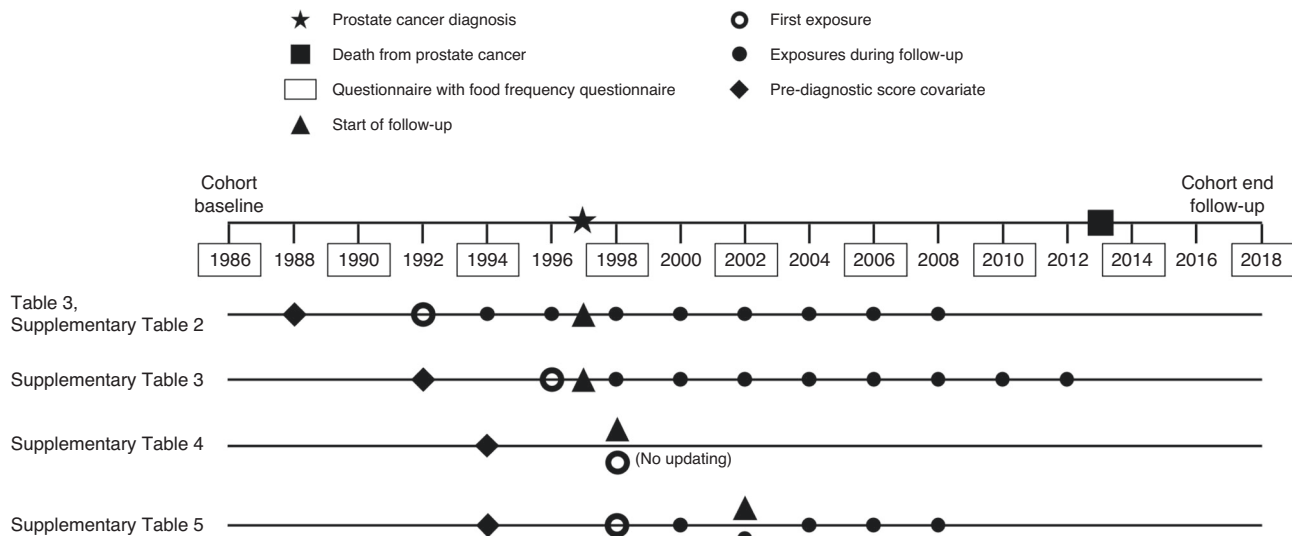 Prostate cancer diagnosis
Death from prostate cancer
Questionnaire with food frequency questionnaire
Start of follow-up
First exposure
Exposures during follow-up
Pre-diagnostic score covariate
Cohort
baseline
Cohort end
follow-up
1986 1988 1990 1992 1994 1996 1998 2000 2002 2004 2006 2008 2010 2012 2014 2016 2018
Table 3,
Supplementary Table 2
Supplementary Table 3
Supplementary Table 4
(No updating)
Supplementary Table 5